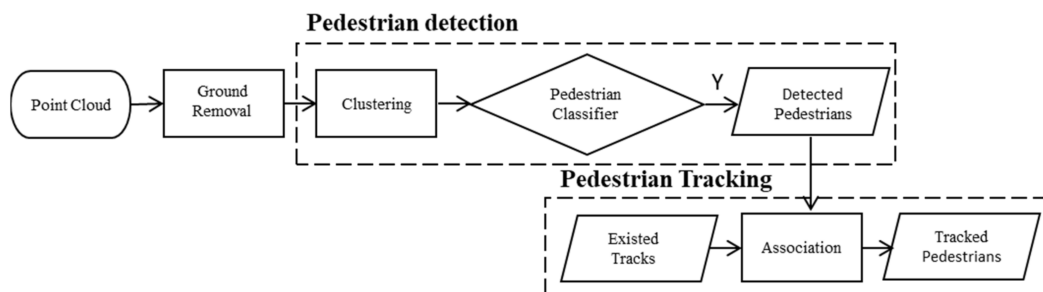 Pedestrian detection
Point Cloud
Ground
Removal
Clustering
Pedestrian
Classifier
Y
Detected
Pedestrians
Pedestrian Tracking
Existed
Tracks
Association
Tracked
Pedestrians